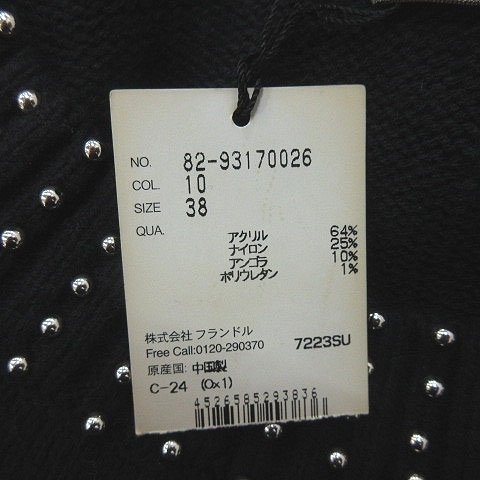 NO. 82-93170026
COL. 10
SIZE 38
QUA.
アクリル 64%
ナイロン 25%
アンゴラ 10%
ポリウレタン 1%
株式会社 フランドル
Free Call:0120-290370 7223SU
原産国: 中国製
C-24 (0x1)
4526585293836